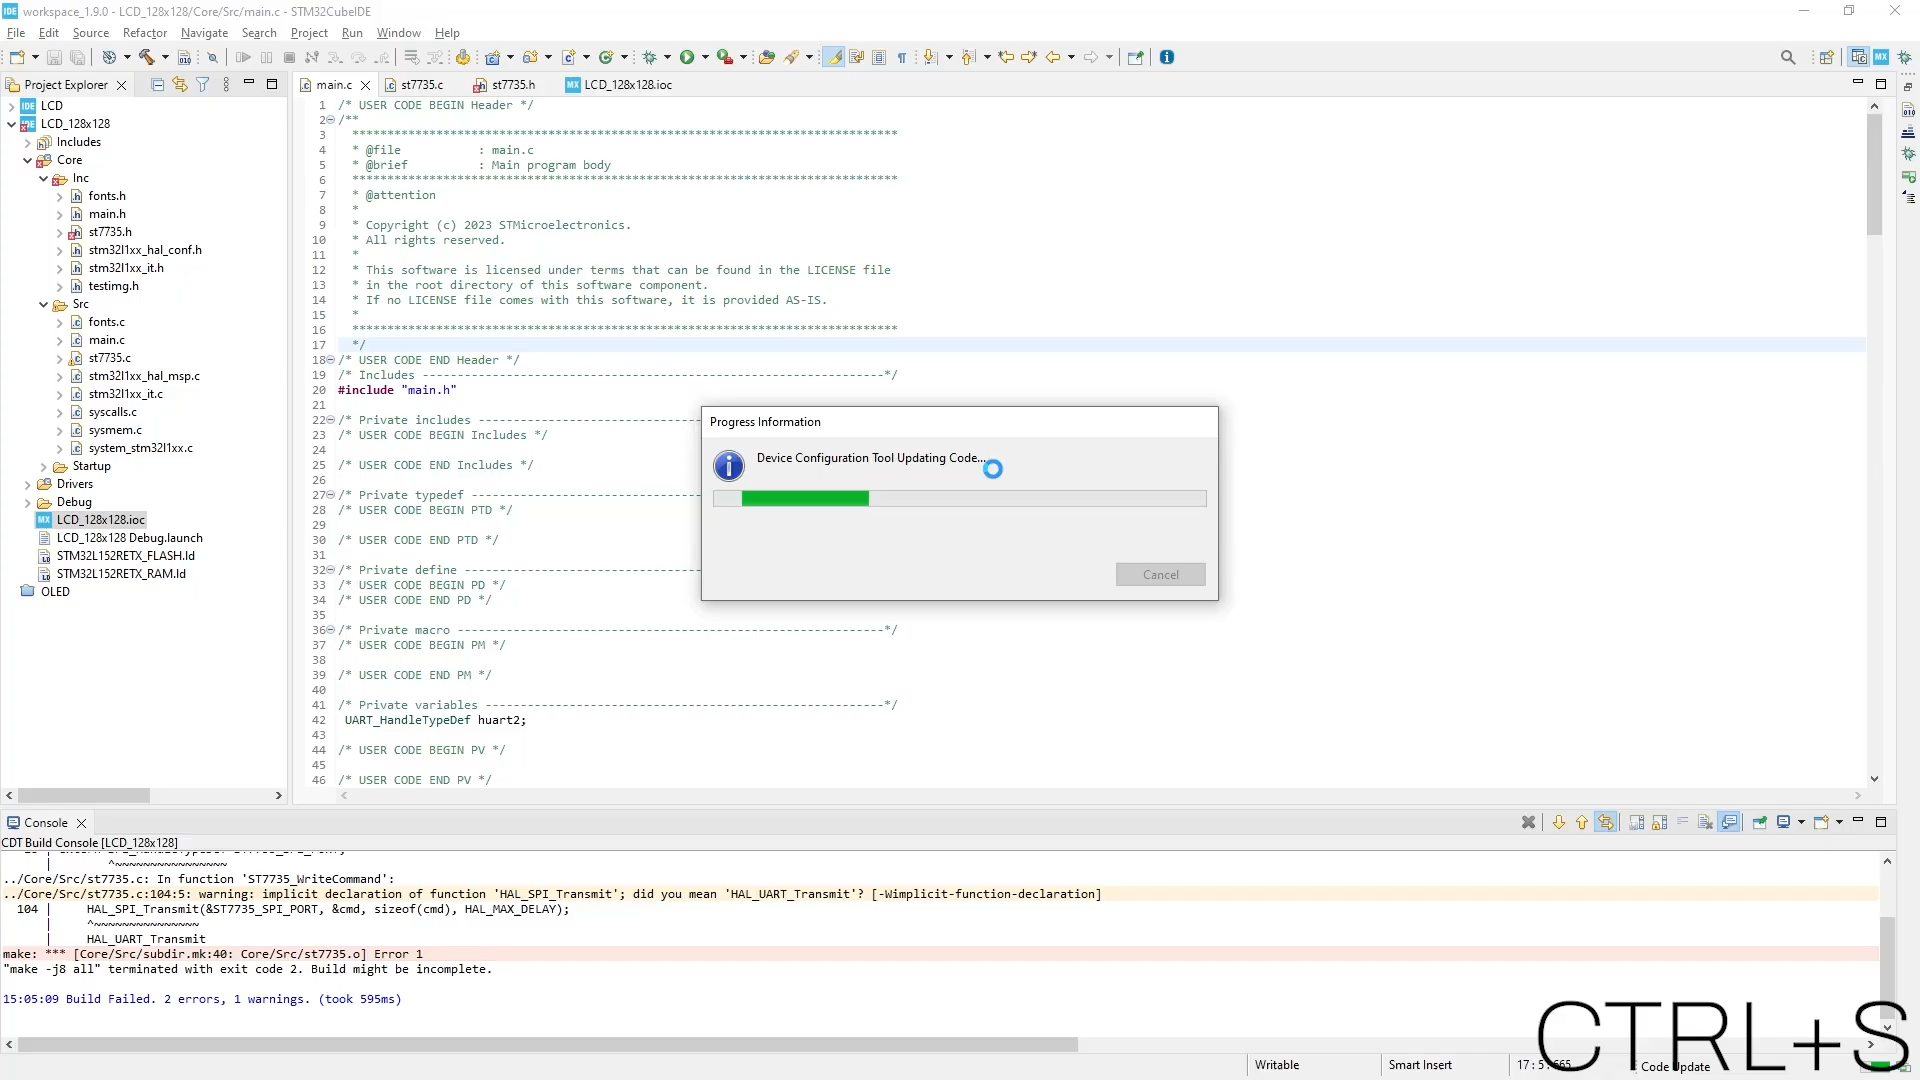 workspace_1.9.0 - LCD_128x128/Core/Src/main.c - STM32CubeIDE
File Edit Source Refactor Navigate Search Project Run Window Help
Project Explorer
main.c
st7735.c
st7735.h
LCD_128x128.ioc
LCD
LCD_128x128
Includes
Core
Inc
fonts.h
main.h
st7735.h
stm32l1xx_hal_conf.h
stm32l1xx_it.h
testimg.h
Src
fonts.c
main.c
st7735.c
stm32l1xx_hal_msp.c
stm32l1xx_it.c
syscalls.c
sysmem.c
system_stm32l1xx.c
Startup
Drivers
Debug
LCD_128x128.ioc
LCD_128x128 Debug.launch
STM32L152RETX_FLASH.ld
STM32L152RETX_RAM.ld
OLED
1 /* USER CODE BEGIN Header */
2 /**
3 ******************************************************************************
4 * @file : main.c
5 * @brief : Main program body
6 ******************************************************************************
7 * @attention
8 *
9 * Copyright (c) 2023 STMicroelectronics.
10 * All rights reserved.
11 *
12 * This software is licensed under terms that can be found in the LICENSE file
13 * in the root directory of this software component.
14 * If no LICENSE file comes with this software, it is provided AS-IS.
15 *
16 ******************************************************************************
17 */
18 /* USER CODE END Header */
19 /* Includes ------------------------------------------------------------------*/
20 #include "main.h"
21
22 /* Private includes ----------------------------------
23 /* USER CODE BEGIN Includes */
24
25 /* USER CODE END Includes */
26
27 /* Private typedef ----------------------------------
28 /* USER CODE BEGIN PTD */
29
30 /* USER CODE END PTD */
31
32 /* Private define -----------------------------------
33 /* USER CODE BEGIN PD */
34 /* USER CODE END PD */
35
36 /* Private macro -------------------------------------------------------------*/
37 /* USER CODE BEGIN PM */
38
39 /* USER CODE END PM */
40
41 /* Private variables ---------------------------------------------------------*/
42 UART_HandleTypeDef huart2;
43
44 /* USER CODE BEGIN PV */
45
46 /* USER CODE END PV */
Progress Information
Device Configuration Tool Updating Code...
Cancel
Console
CDT Build Console [LCD_128x128]
| ^~~~~~~~~~~~~~~~~
../Core/Src/st7735.c: In function 'ST7735_WriteCommand':
../Core/Src/st7735.c:104:5: warning: implicit declaration of function 'HAL_SPI_Transmit'; did you mean 'HAL_UART_Transmit'? [-Wimplicit-function-declaration]
104 | HAL_SPI_Transmit(&ST7735_SPI_PORT, &cmd, sizeof(cmd), HAL_MAX_DELAY);
| ^~~~~~~~~~~~~~~~
| HAL_UART_Transmit
make: *** [Core/Src/subdir.mk:40: Core/Src/st7735.o] Error 1
"make -j8 all" terminated with exit code 2. Build might be incomplete.
15:05:09 Build Failed. 2 errors, 1 warnings. (took 595ms)
CTRL+S
Writable
Smart Insert
17 : 5 : 665
Code Update